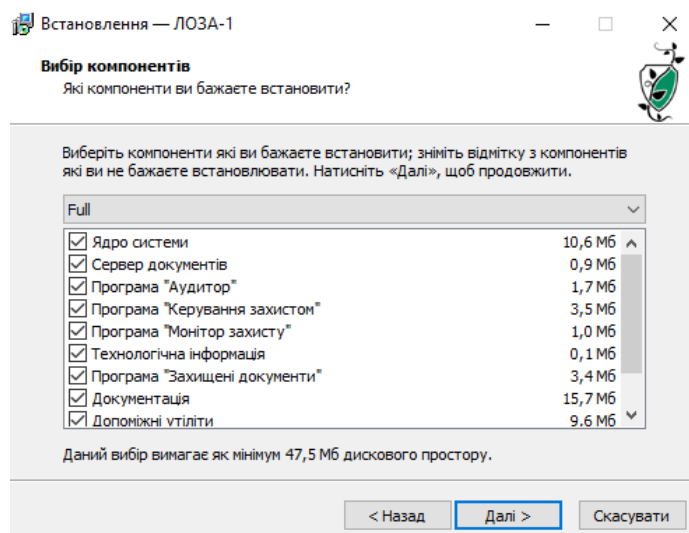 Встановлення — ЛОЗА-1
Вибір компонентів
Які компоненти ви бажаєте встановити?
Виберіть компоненти які ви бажаєте встановити; зніміть відмітку з компонентів
які ви не бажаєте встановлювати. Натисніть «Далі», щоб продовжити.
Full
Ядро системи 10,6 Мб
Сервер документів 0,9 Мб
Програма "Аудитор" 1,7 Мб
Програма "Керування захистом" 3,5 Мб
Програма "Монітор захисту" 1,0 Мб
Технологічна інформація 0,1 Мб
Програма "Захищені документи" 3,4 Мб
Документація 15,7 Мб
Допоміжні утиліти 9,6 Мб
Даний вибір вимагає як мінімум 47,5 Мб дискового простору.
< Назад Далі > Скасувати